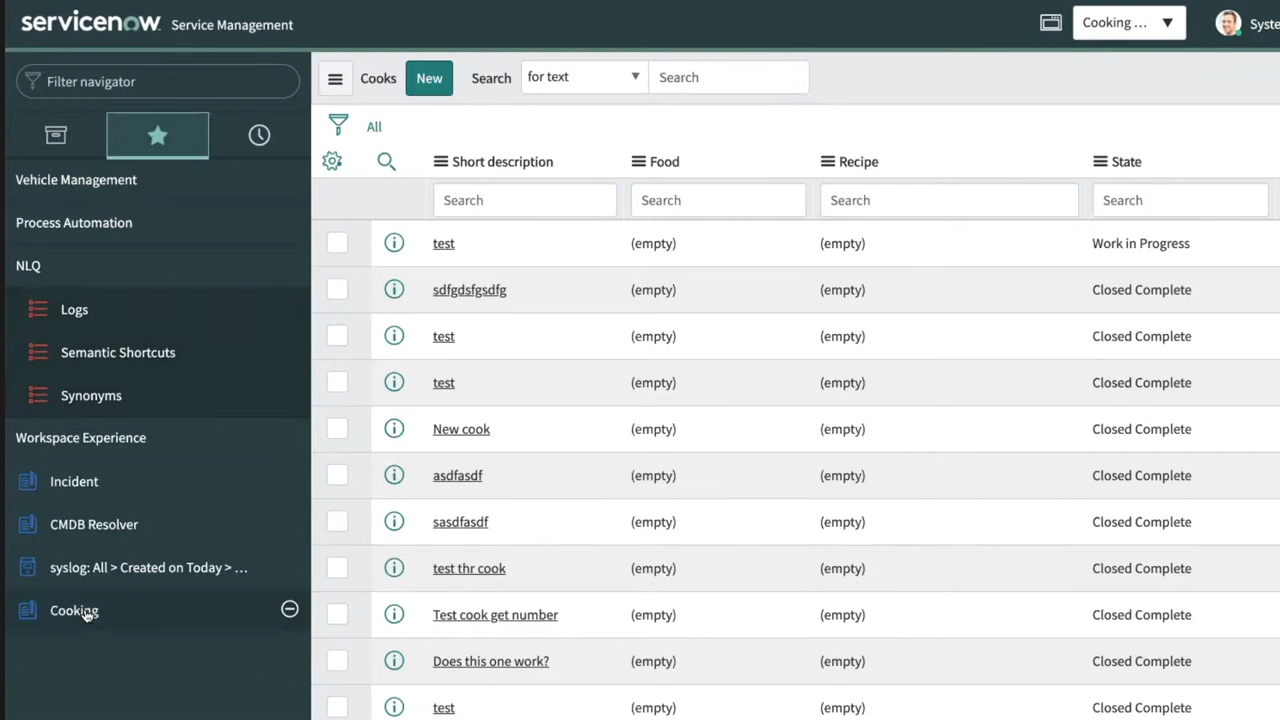 servicenow. Service Management
Cooking ... ▼
Syste
Filter navigator
Vehicle Management
Process Automation
NLQ
Logs
Semantic Shortcuts
Synonyms
Workspace Experience
Incident
CMDB Resolver
syslog: All > Created on Today > ...
Cooking
Cooks New Search for text Search
All
Short description Food Recipe State
Search Search Search Search
test (empty) (empty) Work in Progress
sdfgdsfgsdfg (empty) (empty) Closed Complete
test (empty) (empty) Closed Complete
test (empty) (empty) Closed Complete
New cook (empty) (empty) Closed Complete
asdfasdf (empty) (empty) Closed Complete
sasdfasdf (empty) (empty) Closed Complete
test thr cook (empty) (empty) Closed Complete
Test cook get number (empty) (empty) Closed Complete
Does this one work? (empty) (empty) Closed Complete
test (empty) (empty) Closed Complete